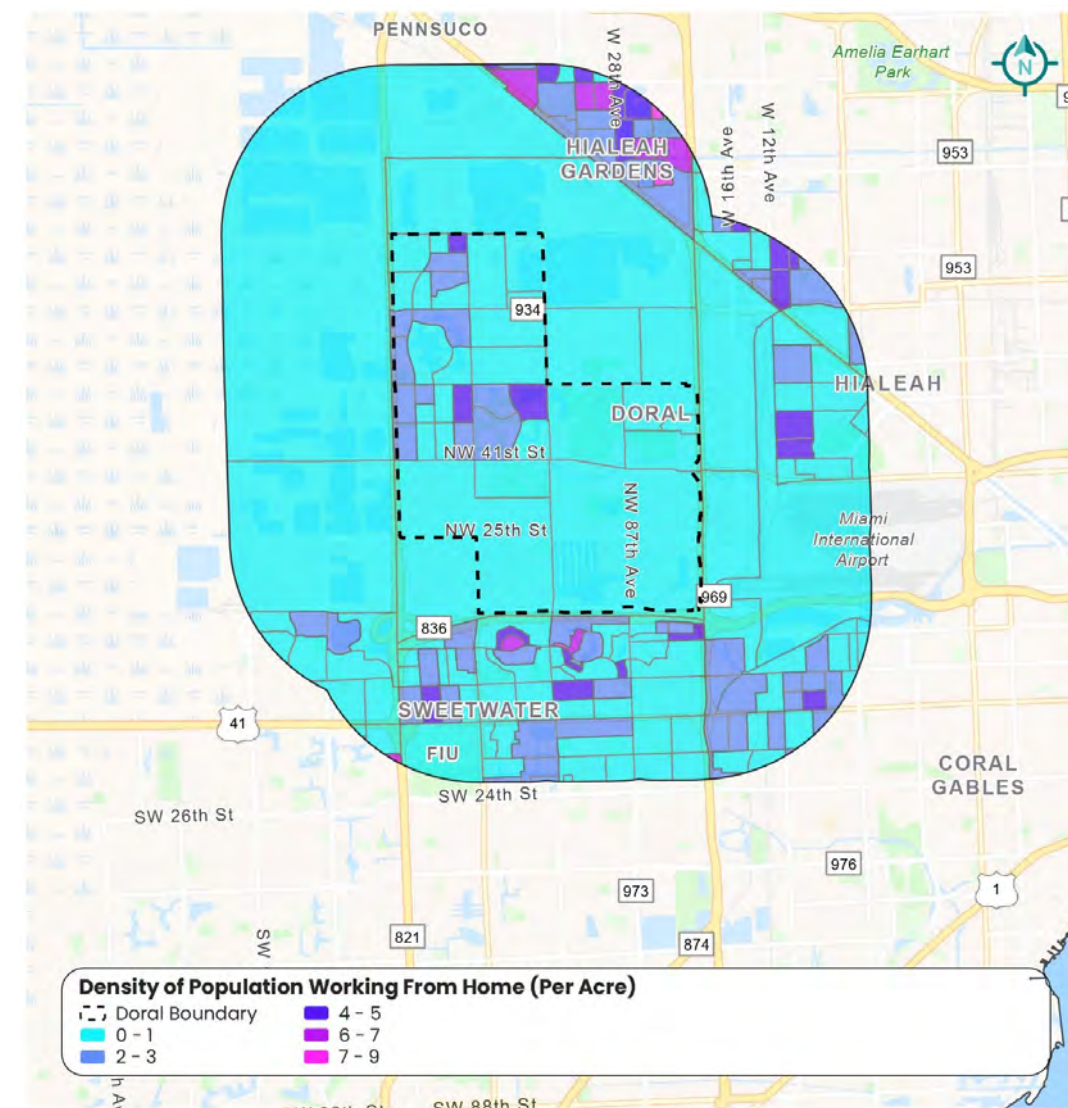 PENNSUCO
W 28th Ave
Amelia Earhart
Park
N
W 12th Ave
953
W 16th Ave
HIALEAH
GARDENS
953
934
HIALEAH
DORAL
NW 41st St
NW 87th Ave
NW 25th St
Miami
International
Airport
969
836
SWEETWATER
41
FIU
CORAL
GABLES
SW 24th St
SW 26th St
976
973
1
821
874
SW
Density of Population Working From Home (Per Acre)
Doral Boundary
0 - 1
2 - 3
4 - 5
6 - 7
7 - 9
SW 88th St